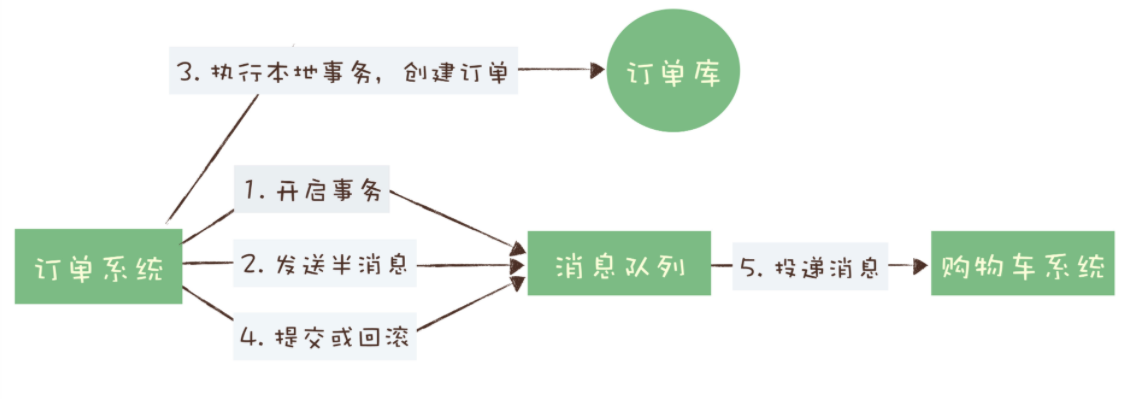 3. 执行本地事务，创建订单
订单库
1. 开启事务
订单系统
2. 发送半消息
消息队列
5. 投递消息
购物车系统
4. 提交或回滚